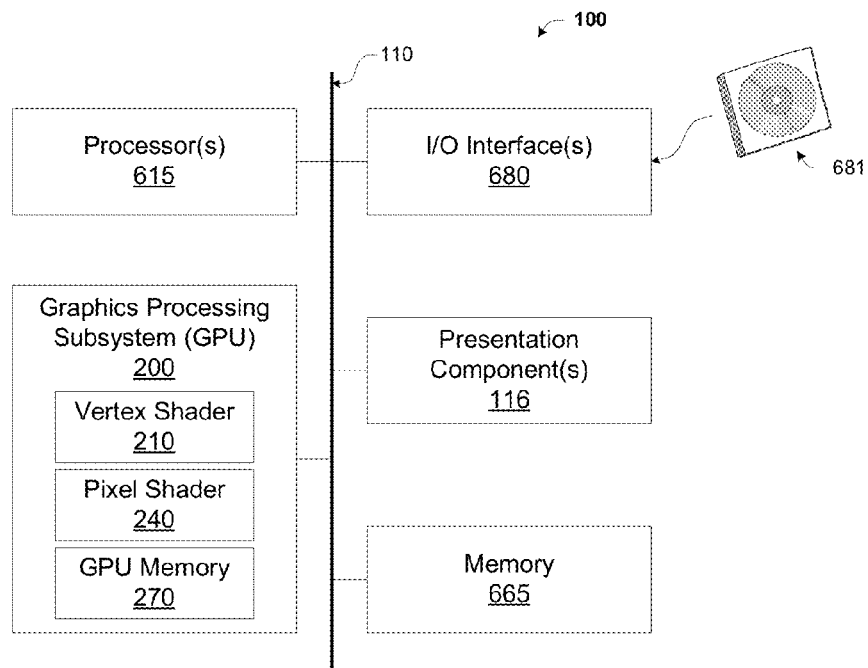 100
110
Processor(s)
615
I/O Interface(s)
680
681
Graphics Processing
Subsystem (GPU)
200
Vertex Shader
210
Pixel Shader
240
GPU Memory
270
Presentation
Component(s)
116
Memory
665